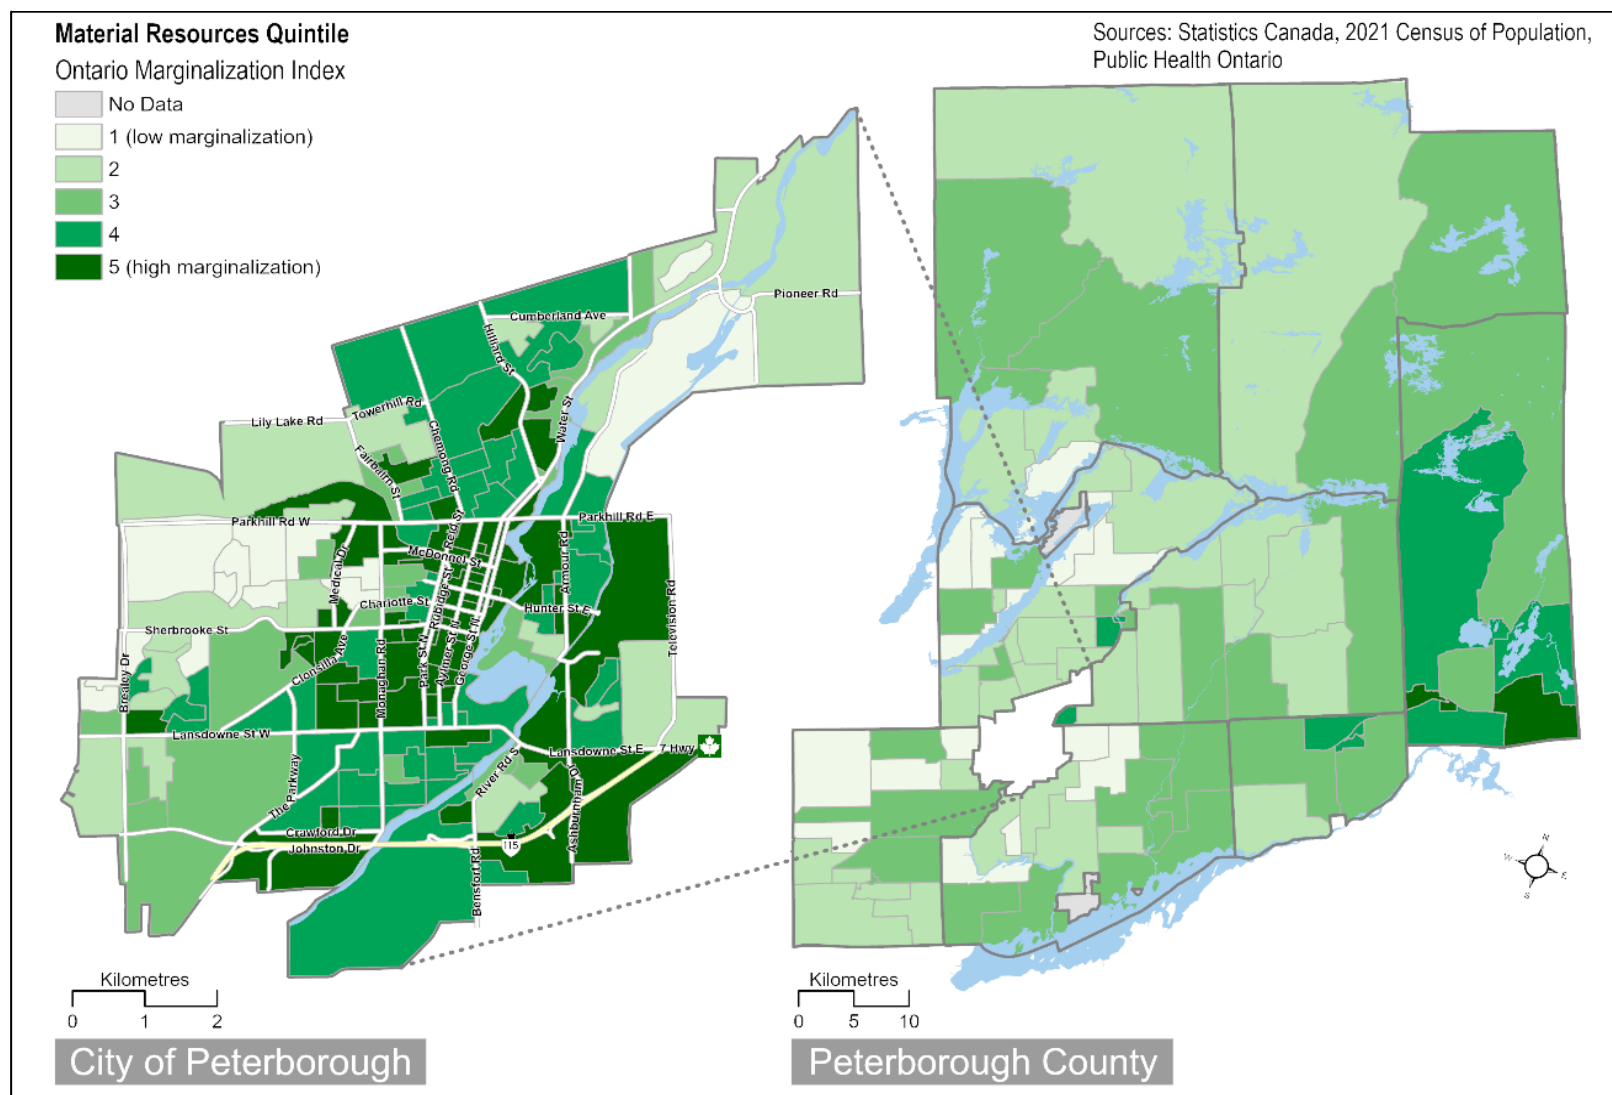 Material Resources Quintile
Ontario Marginalization Index
No Data
1 (low marginalization)
2
3
4
5 (high marginalization)
Sources: Statistics Canada, 2021 Census of Population,
Public Health Ontario
Pioneer Rd
Cumberland Ave
Hilliard St
Water St
Towerhill Rd
Lily Lake Rd
Chemong Rd
Fairbairn St
Parkhill Rd W
Parkhill Rd E
Reid St
McDonnel St
Medical Dr
Armour Rd
Rubidge St
Charlotte St
Hunter St E
Television Rd
Sherbrooke St
Clonsilla Ave
Monaghan Rd
Park St N
Aylmer St N
George St N
Brealey Dr
Lansdowne St W
Lansdowne St E
7 Hwy
7
River Rd S
The Parkway
Ashburnham Dr
Crawford Dr
Johnston Dr
115
Bensfort Rd
N
W
E
S
Kilometres
0 1 2
City of Peterborough
Kilometres
0 5 10
Peterborough County